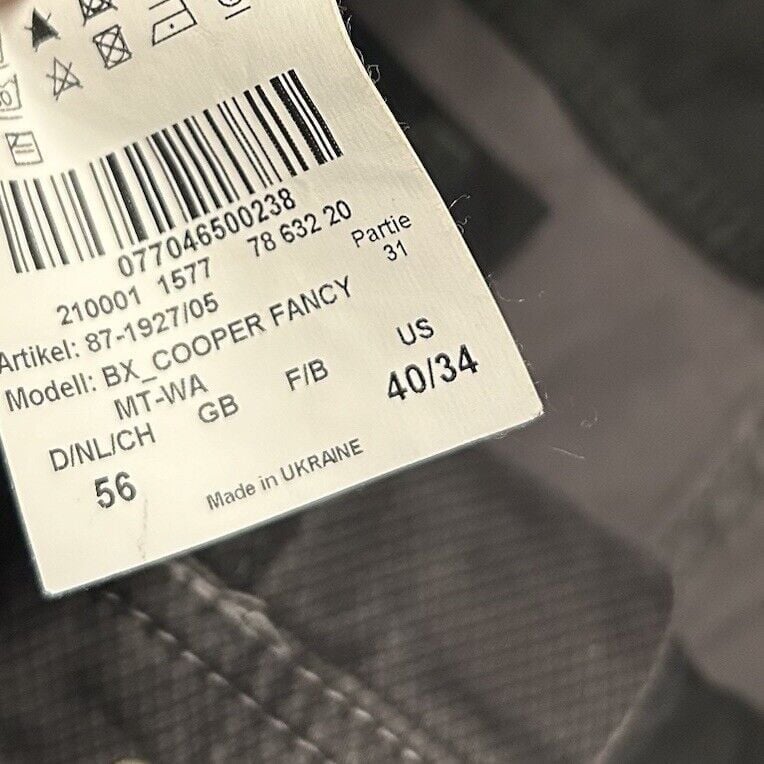 077046500238
210001 1577 78 632 20
Partie
31
Artikel: 87-1927/05
Modell: BX_COOPER FANCY
MT-WA
D/NL/CH GB F/B US
56 40/34
Made in UKRAINE